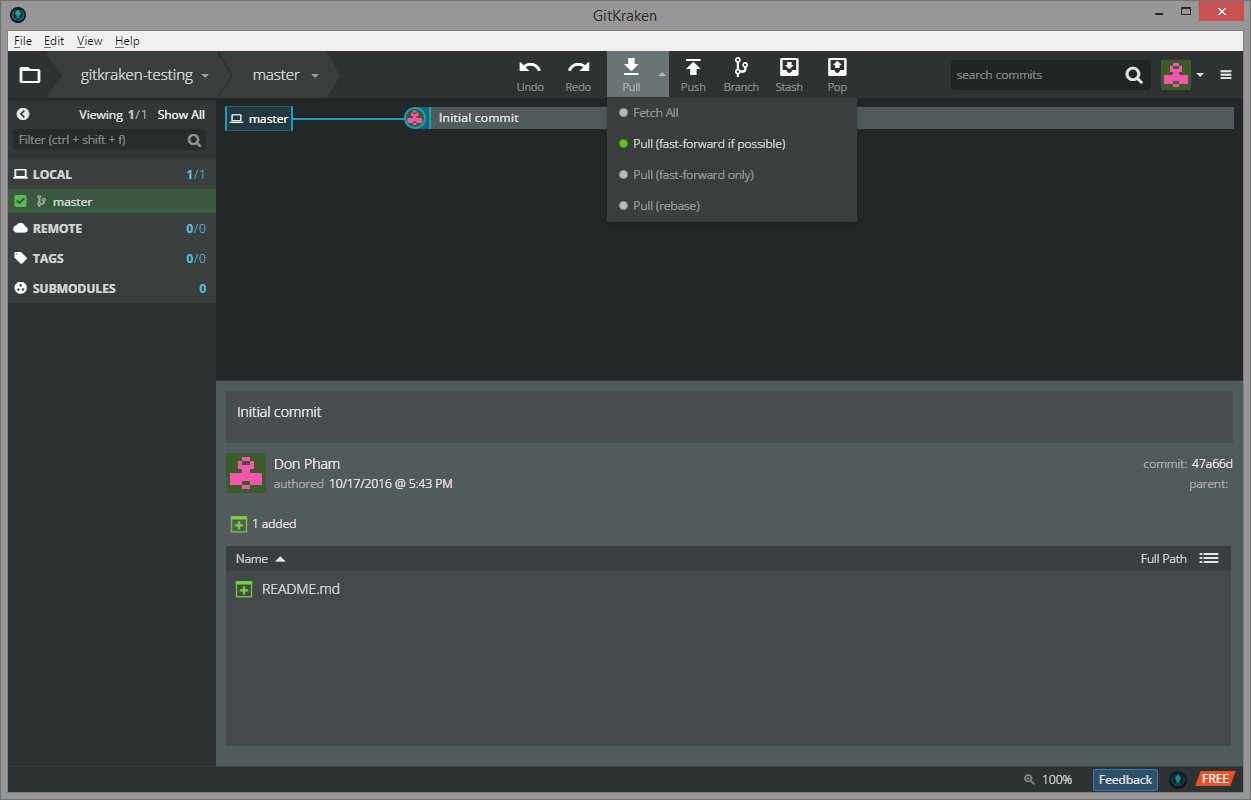 GitKraken
File Edit View Help
gitkraken-testing master Undo Redo Pull Push Branch Stash Pop search commits
Viewing 1/1 Show All
Filter (ctrl + shift + f)
LOCAL 1/1
master
REMOTE 0/0
TAGS 0/0
SUBMODULES 0
master Initial commit
Fetch All
Pull (fast-forward if possible)
Pull (fast-forward only)
Pull (rebase)
Initial commit
Don Pham commit: 47a66d
authored 10/17/2016 @ 5:43 PM parent:
1 added
Name Full Path
README.md
100% Feedback FREE